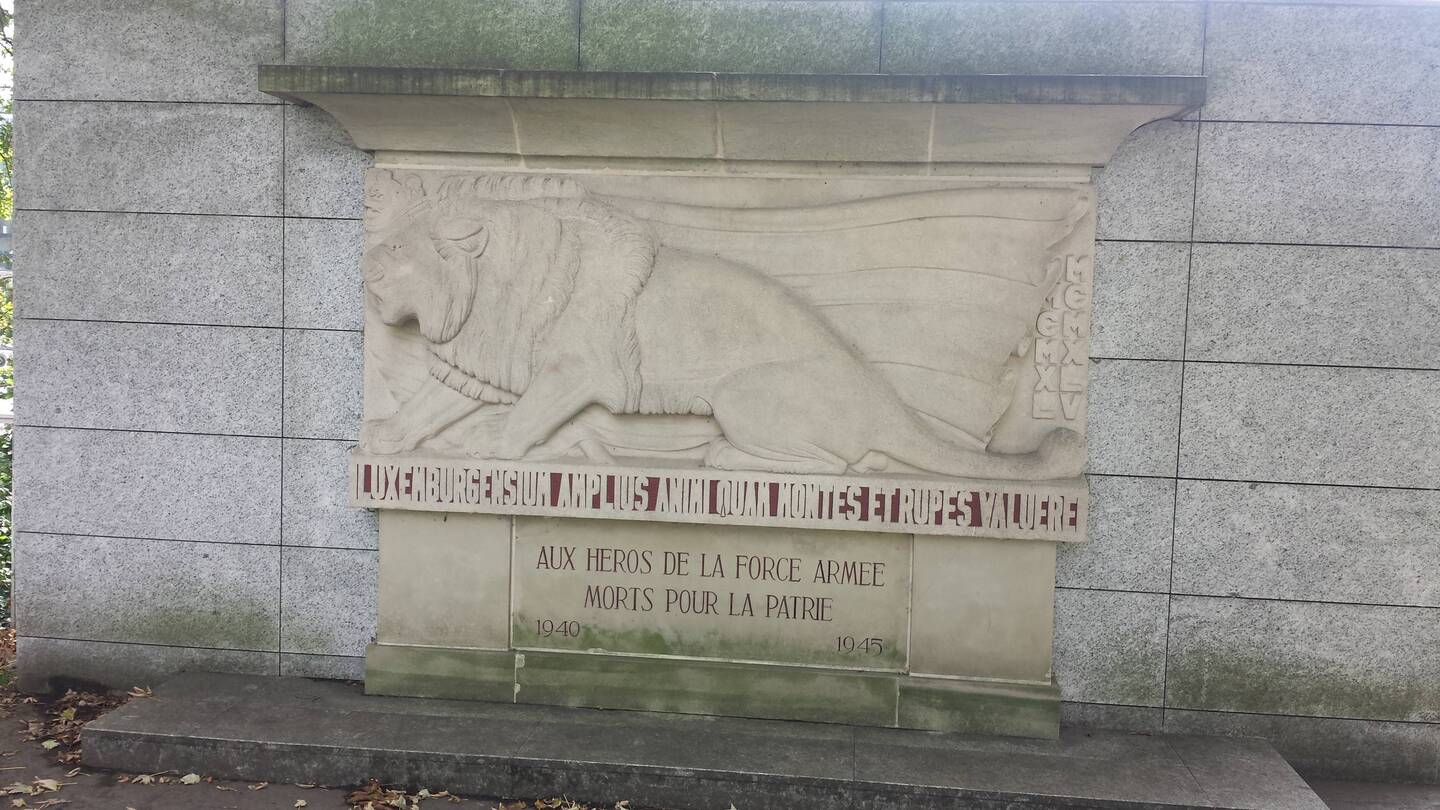 MCMXL
MCMXLV
LUXEMBURGENSIUM AMPLIUS ANIMI QUAM MONTES ET RUPES VALUERE
AUX HEROS DE LA FORCE ARMEE
MORTS POUR LA PATRIE
1940 1945